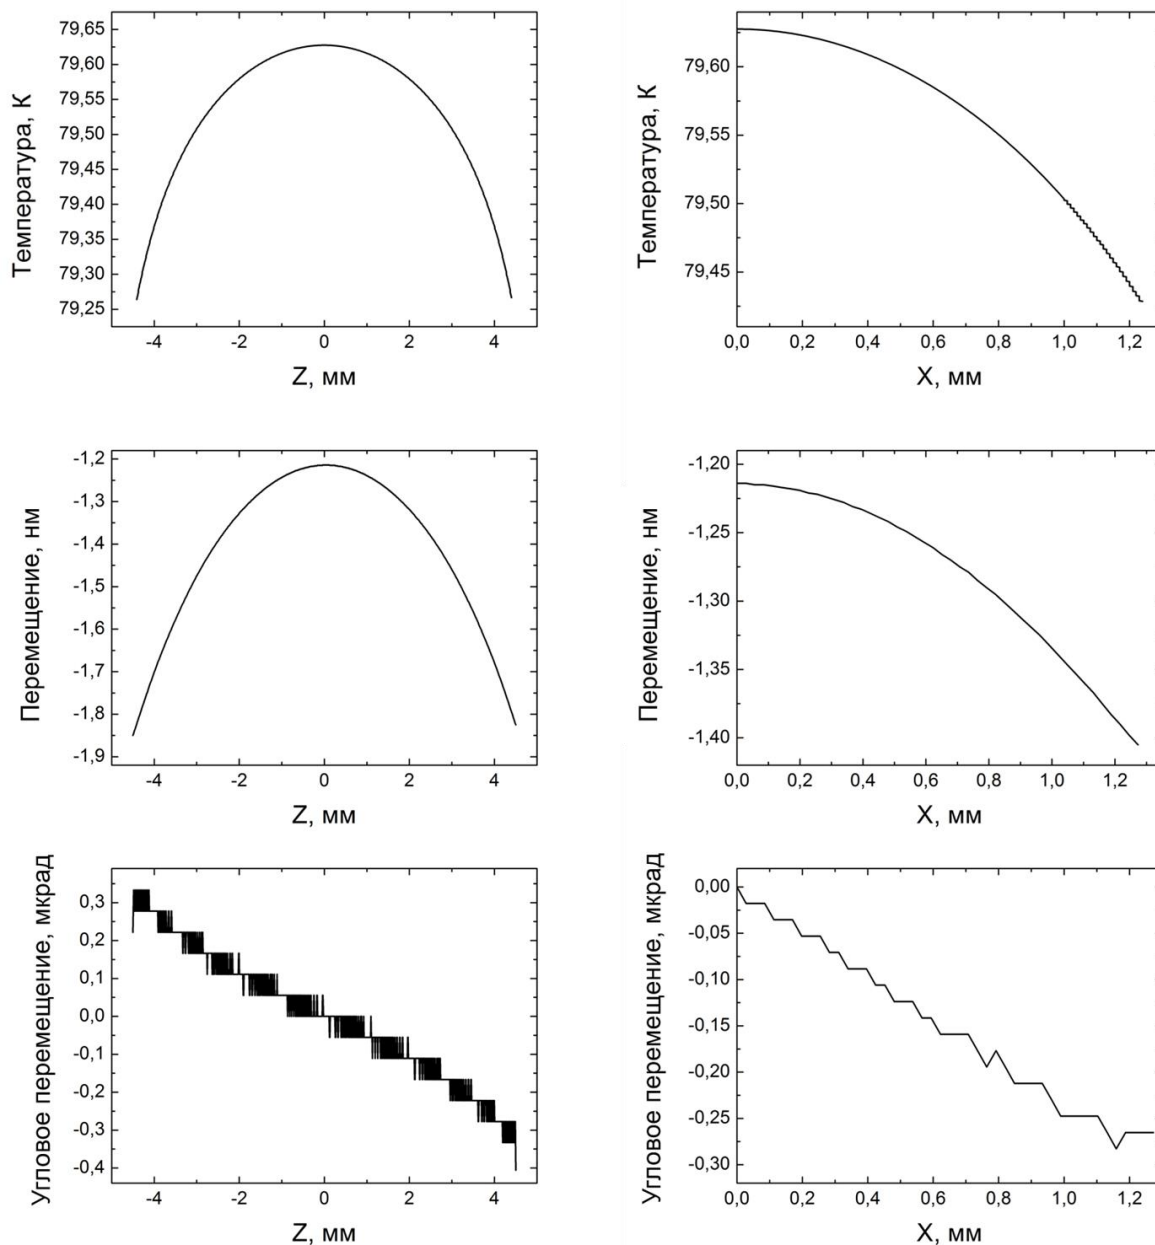 Температура, К
79,65
79,60
79,55
79,50
79,45
79,40
79,35
79,30
79,25
-4 -2 0 2 4
Z, мм
Температура, К
79,60
79,55
79,50
79,45
0,0 0,2 0,4 0,6 0,8 1,0 1,2
X, мм
Перемещение, нм
-1,2
-1,3
-1,4
-1,5
-1,6
-1,7
-1,8
-1,9
-4 -2 0 2 4
Z, мм
Перемещение, нм
-1,20
-1,25
-1,30
-1,35
-1,40
0,0 0,2 0,4 0,6 0,8 1,0 1,2
X, мм
Угловое перемещение, мкрад
0,3
0,2
0,1
0,0
-0,1
-0,2
-0,3
-0,4
-4 -2 0 2 4
Z, мм
Угловое перемещение, мкрад
0,00
-0,05
-0,10
-0,15
-0,20
-0,25
-0,30
0,0 0,2 0,4 0,6 0,8 1,0 1,2
X, мм